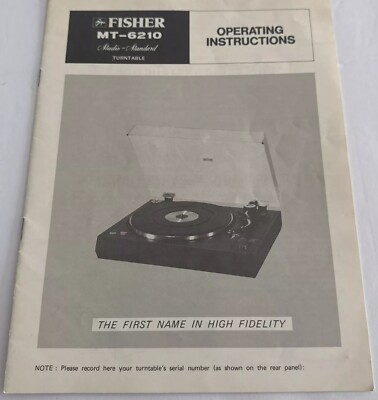 FISHER
MT-6210
Studio-Standard
TURNTABLE
OPERATING
INSTRUCTIONS
THE FIRST NAME IN HIGH FIDELITY
NOTE : Please record here your turntable's serial number (as shown on the rear panel):